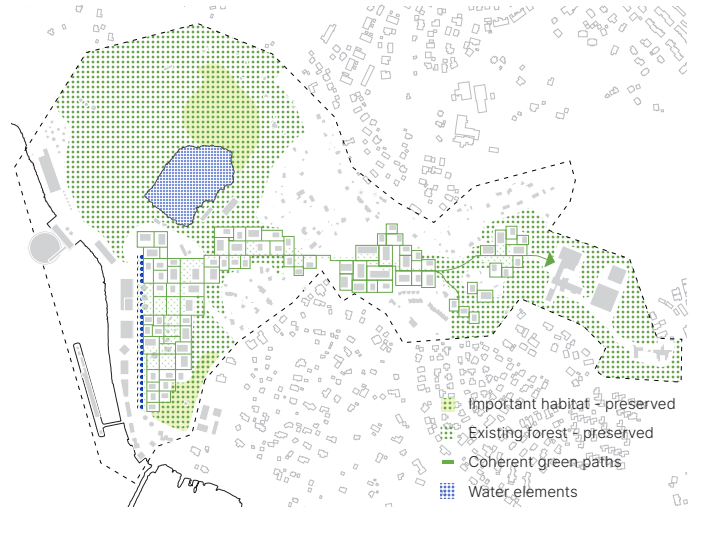 Important habitat - preserved
Existing forest - preserved
Coherent green paths
Water elements